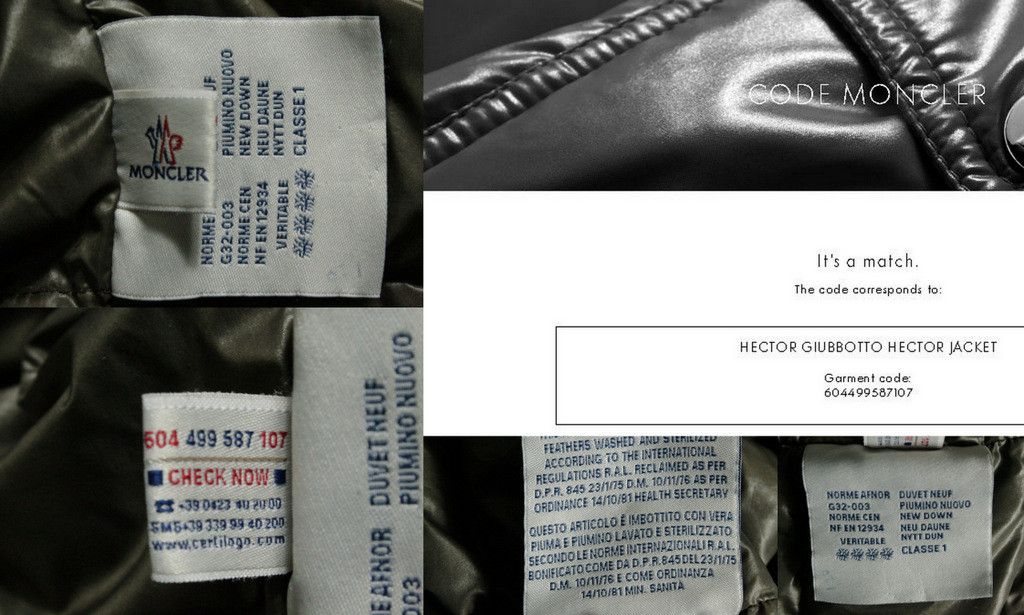 NORME
G32-003
NORME CEN
NF EN 12934
VERITABLE
PIUMINO NUOVO
NEW DOWN
NEU DAUNE
NYTT DUN
CLASSE 1
MONCLER
CODE MONCLER
It's a match.
The code corresponds to:
HECTOR GIUBBOTTO HECTOR JACKET
Garment code:
604499587107
604 499 587 107
CHECK NOW
+39 0423 40 20 00
SMS+39 339 99 40 200
www.certilogo.com
DUVET NEUF
PIUMINO NUOVO
AFNOR
003
FEATHERS WASHED AND STERILIZED
ACCORDING TO THE INTERNATIONAL
REGULATIONS R.A.L. RECLAIMED AS PER
D.P.R. 845 23/1/75 D.M. 10/11/76 AS PER
ORDINANCE 14/10/81 HEALTH SECRETARY
QUESTO ARTICOLO È IMBOTTITO CON VERA
PIUMA E PIUMINO LAVATO E STERILIZZATO
SECONDO LE NORME INTERNAZIONALI R.A.L.
BONIFICATO COME DA D.P.R. 845 DEL 23/1/75
D.M. 10/11/76 E COME ORDINANZA
14/10/81 MIN. SANITÀ
NORME AFNOR
G32-003
NORME CEN
NF EN 12934
VERITABLE
DUVET NEUF
PIUMINO NUOVO
NEW DOWN
NEU DAUNE
NYTT DUN
CLASSE 1